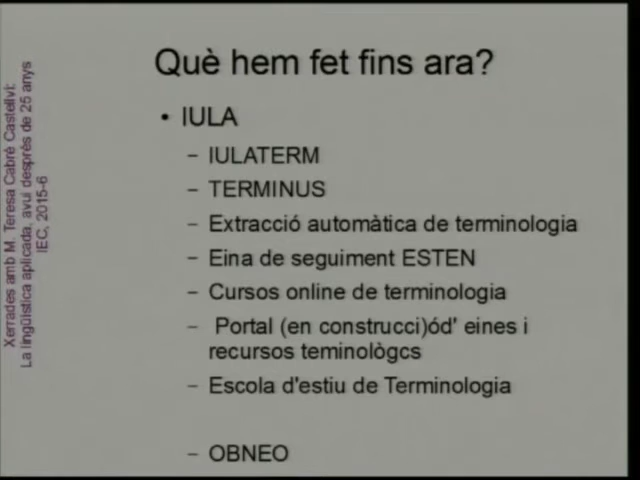 Què hem fet fins ara?
• IULA
– IULATERM
– TERMINUS
– Extracció automàtica de terminologia
– Eina de seguiment ESTEN
– Cursos online de terminologia
– Portal (en construcci)ód' eines i
recursos teminològcs
– Escola d'estiu de Terminologia
– OBNEO
Xerrades amb M. Teresa Cabré Castellví:
La lingüística aplicada, avui després de 25 anys
IEC, 2015-6